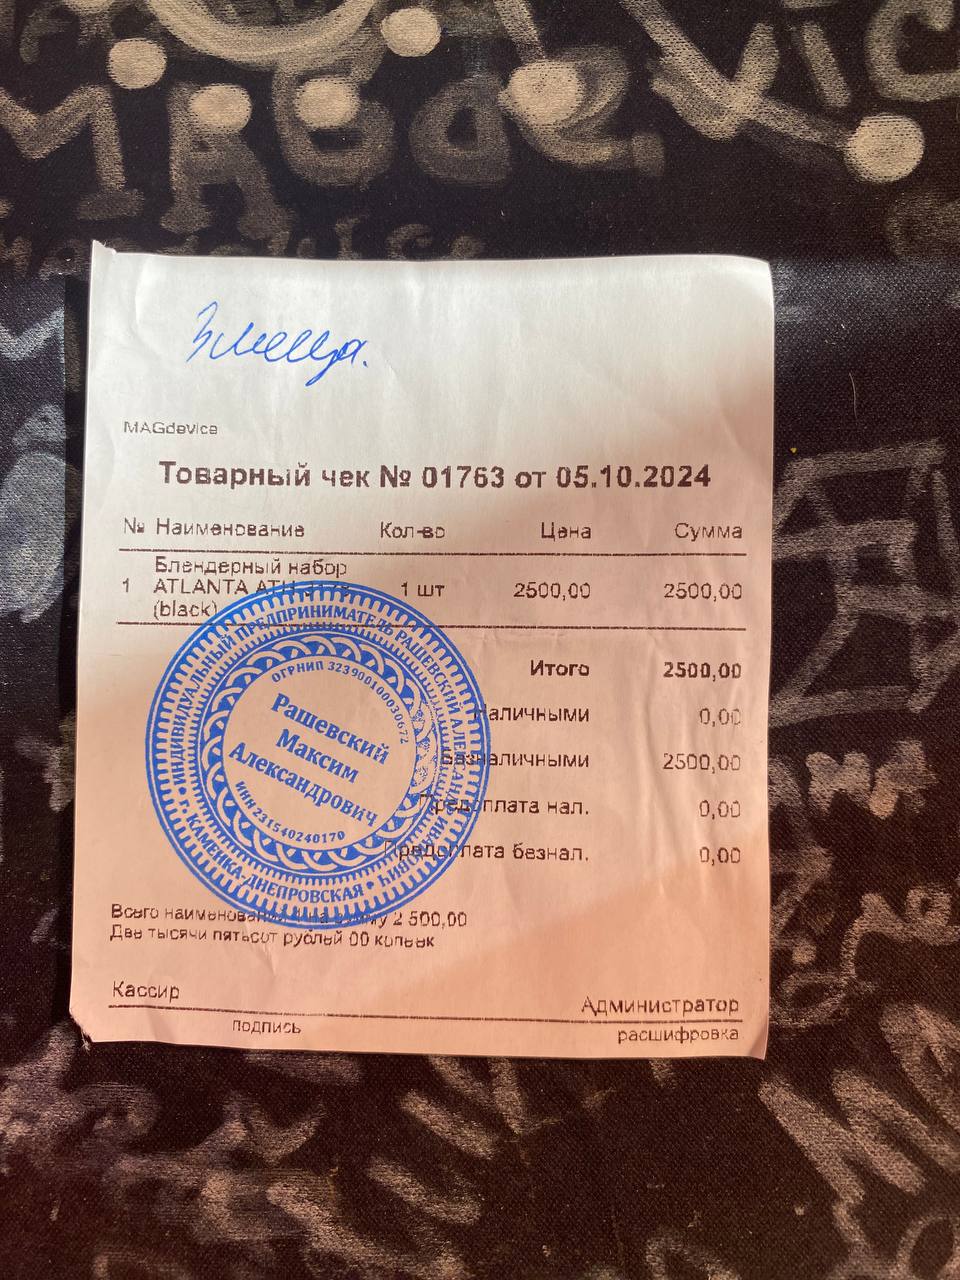 MAGdevice
Товарный чек № 01763 от 05.10.2024
№ Наименование Кол-во Цена Сумма
Блендерный набор
1 ATLANTA 1 шт 2500,00 2500,00
(black)
Итого 2500,00
Наличными 0,00
Безналичными 2500,00
Предоплата нал. 0,00
Предоплата безнал. 0,00
ИНДИВИДУАЛЬНЫЙ ПРЕДПРИНИМАТЕЛЬ РАШЕВСКИЙ МАКСИМ АЛЕКСАНДРОВИЧ
КАМЕНКА-ДНЕПРОВСКАЯ
ОГРНИП 323900100030672
Рашевский
Максим
Александрович
ИНН 231540240170
Всего наименований 1 на сумму 2 500,00
Две тысячи пятьсот рублей 00 копеек
Кассир Администратор
подпись расшифровка